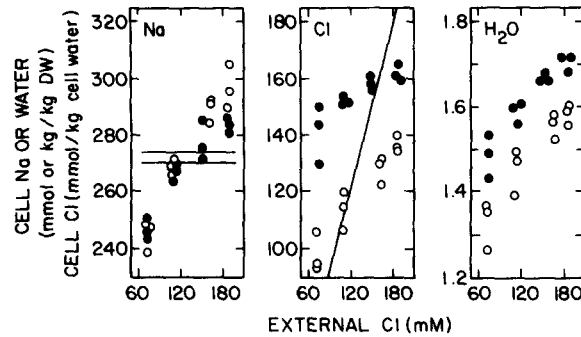 CELL Na OR WATER
(mmol or kg/kg DW)
CELL Cl (mmol/kg cell water)
Na
Cl
H2O
300
280
260
240
180
160
140
120
100
1.8
1.6
1.4
1.2
60 120 180
60 120 180
60 120 180
EXTERNAL Cl (mM)